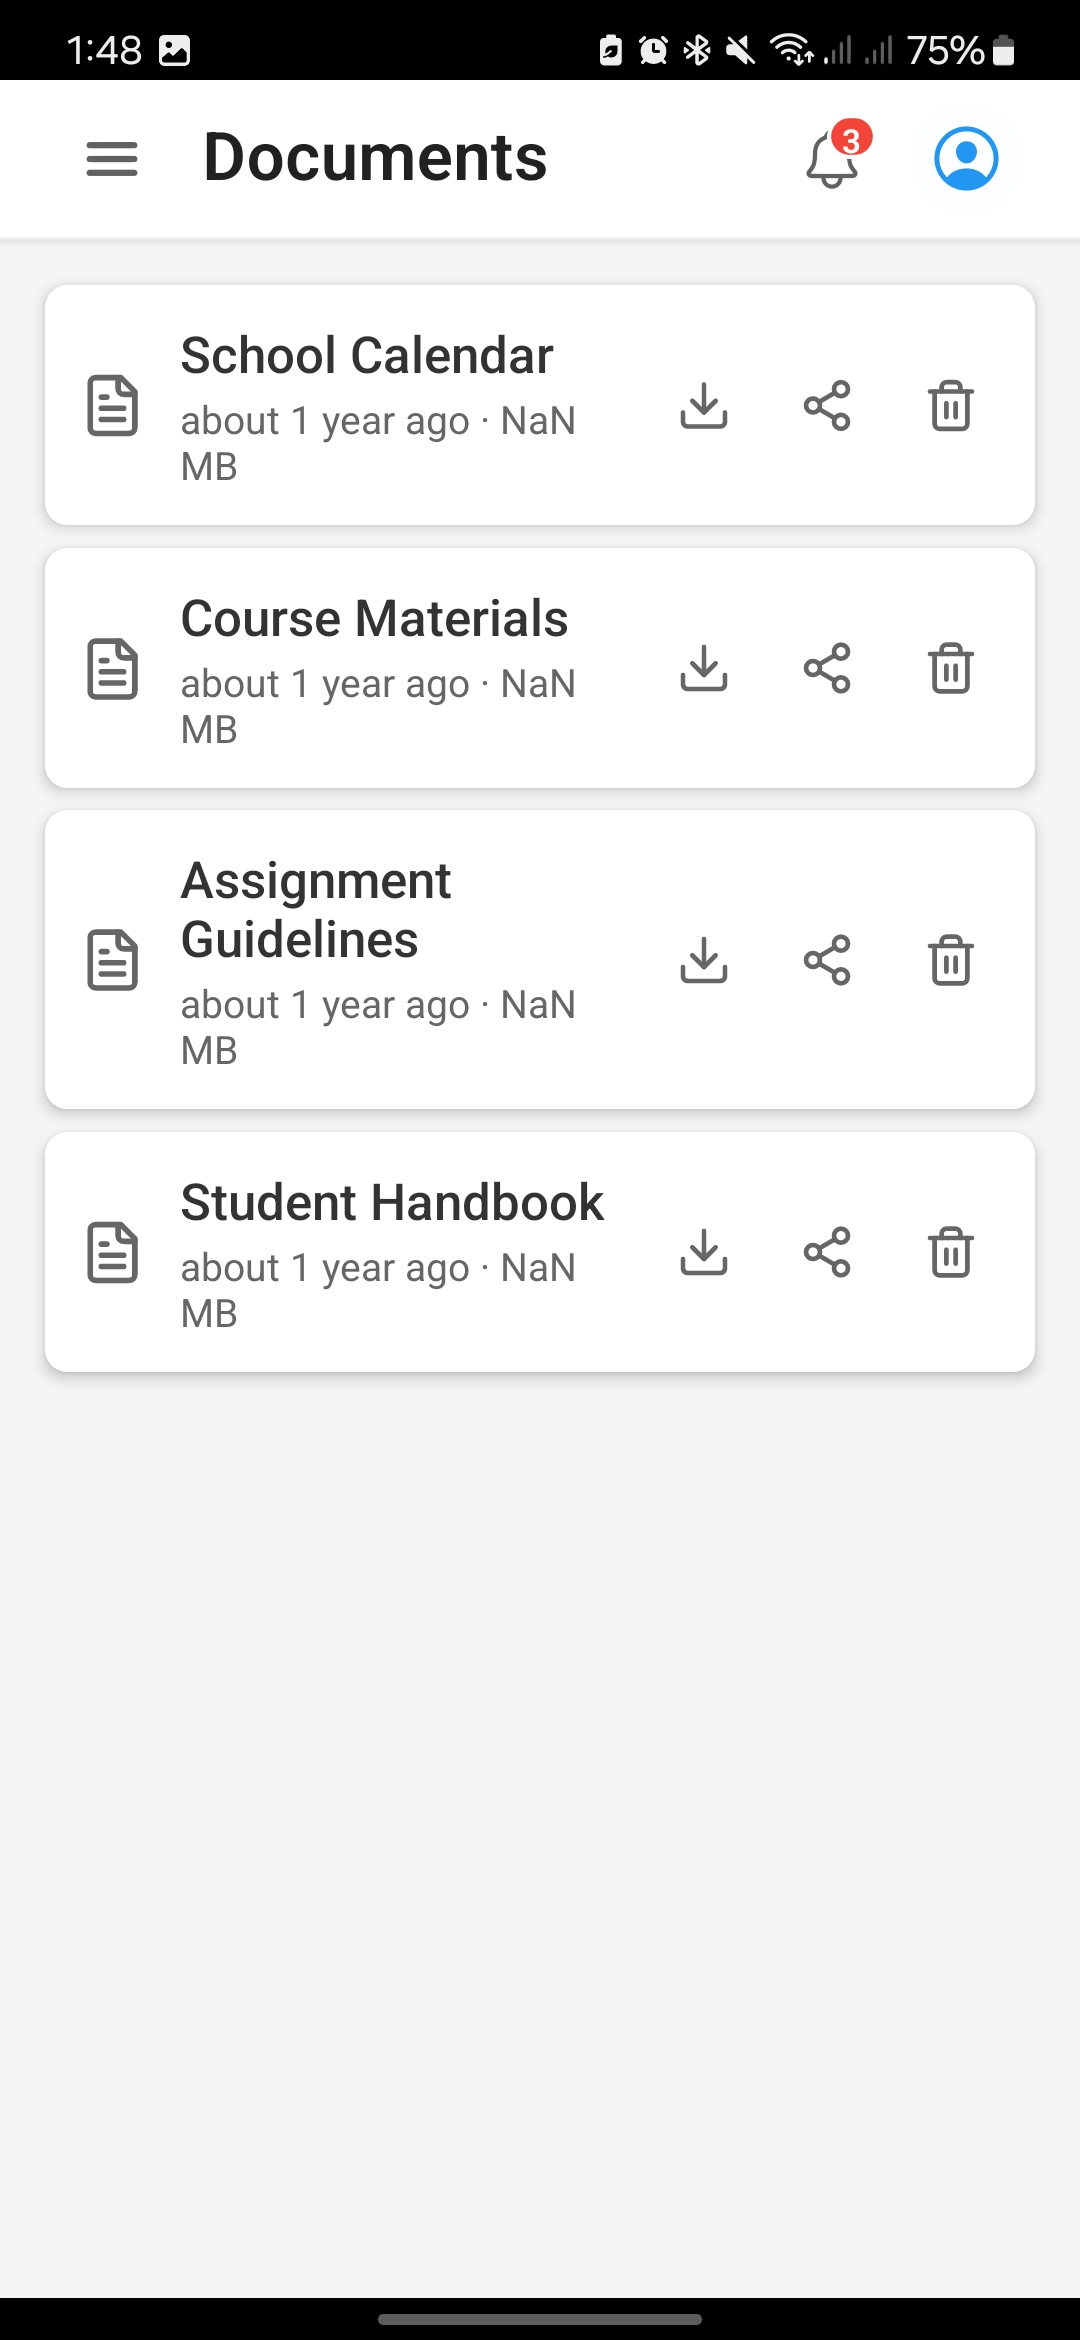 1:48 75%
Documents 3
School Calendar
about 1 year ago · NaN
MB
Course Materials
about 1 year ago · NaN
MB
Assignment
Guidelines
about 1 year ago · NaN
MB
Student Handbook
about 1 year ago · NaN
MB